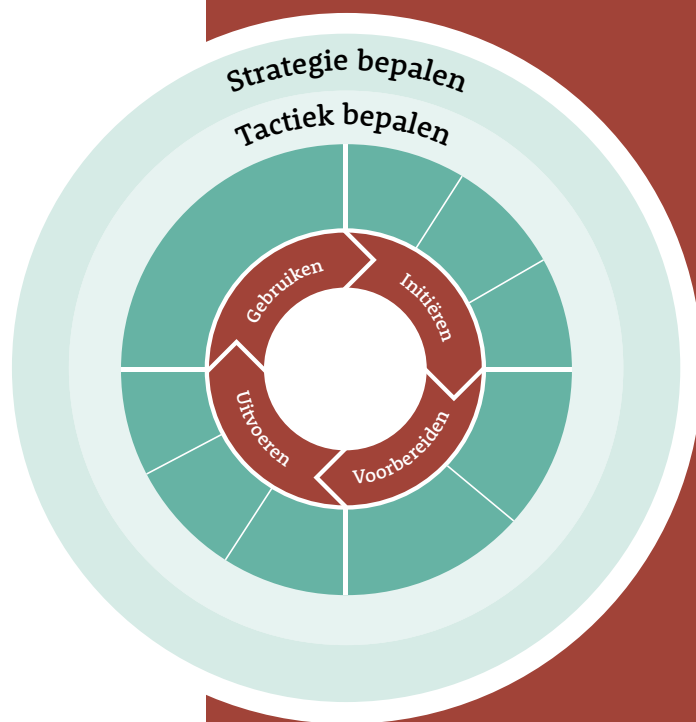 Strategie bepalen
Tactiek bepalen
Gebruiken
Initiëren
Voorbereiden
Uitvoeren